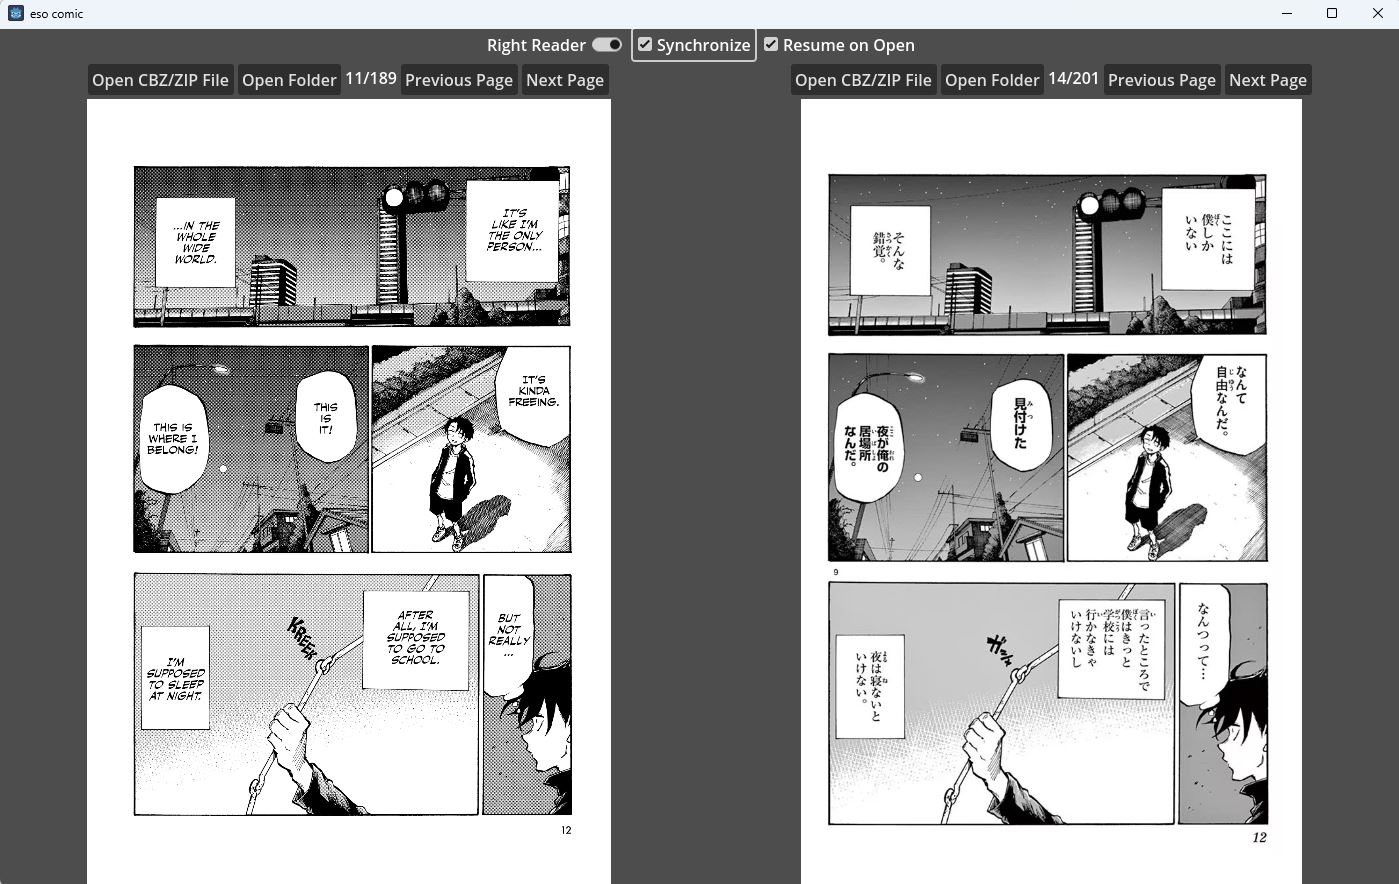 eso comic
Right Reader
Synchronize
Resume on Open
Open CBZ/ZIP File
Open Folder
11/189
Previous Page
Next Page
IT'S
LIKE I'M
THE ONLY
PERSON...
...IN THE
WHOLE
WIDE
WORLD.
IT'S
KINDA
FREEING.
THIS
IS
IT!
THIS IS
WHERE I
BELONG!
BUT
NOT
REALLY
...
AFTER
ALL, I'M
SUPPOSED
TO GO TO
SCHOOL.
KREEK
I'M
SUPPOSED
TO SLEEP
AT NIGHT.
12
Open CBZ/ZIP File
Open Folder
14/201
Previous Page
Next Page
ここには
僕しか
いない
そんな
錯覚。
なんて
自由なんだ。
見付けた
夜が俺の
居場所
なんだ。
9
なんつって…
言ったところで
僕はきっと
学校には
行かなきゃ
いけないし
ガシュ
夜は寝ないと
いけない。
12